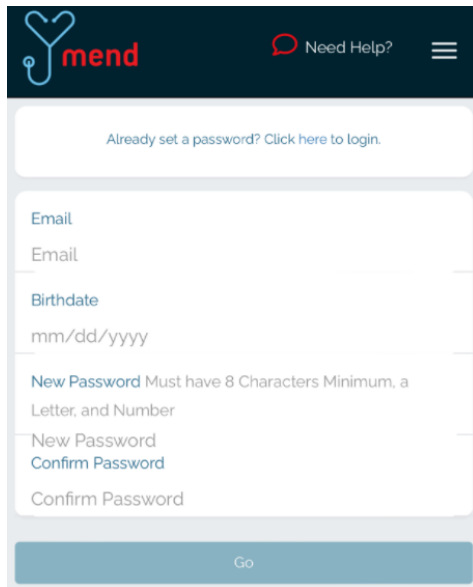 mend
Need Help?
Already set a password? Click here to login.
Email
Email
Birthdate
mm/dd/yyyy
New Password Must have 8 Characters Minimum, a
Letter, and Number
New Password
Confirm Password
Confirm Password
Go